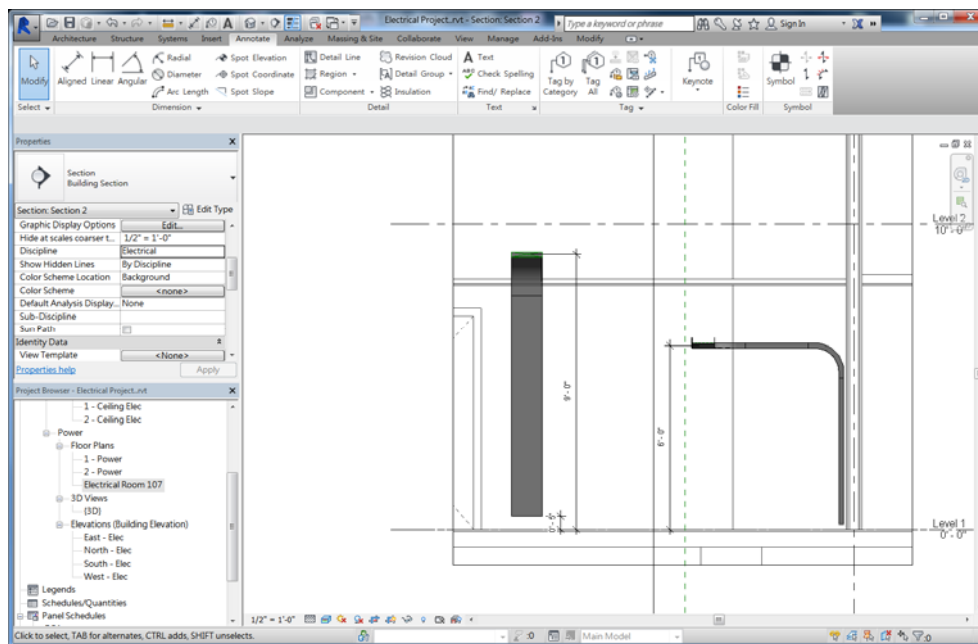 Electrical Project..rvt - Section: Section 2
Type a keyword or phrase
Sign In
Architecture Structure Systems Insert Annotate Analyze Massing & Site Collaborate View Manage Add-Ins Modify
Modify
Aligned Linear Angular
Radial
Diameter
Arc Length
Spot Elevation
Spot Coordinate
Spot Slope
Detail Line
Region
Component
Revision Cloud
Detail Group
Insulation
A Text
ABC Check Spelling
Find/ Replace
Tag by Category
Tag All
Keynote
Symbol
Select Dimension Detail Text Tag Color Fill Symbol
Properties X
Section
Building Section
Section: Section 2 Edit Type
Graphic Display Options Edit...
Hide at scales coarser t... 1/2" = 1'-0"
Discipline Electrical
Show Hidden Lines By Discipline
Color Scheme Location Background
Color Scheme <none>
Default Analysis Display... None
Sub-Discipline
Sun Path
Identity Data
View Template <None>
Properties help Apply
Project Browser - Electrical Project..rvt X
1 - Ceiling Elec
2 - Ceiling Elec
Power
Floor Plans
1 - Power
2 - Power
Electrical Room 107
3D Views
{3D}
Elevations (Building Elevation)
East - Elec
North - Elec
South - Elec
West - Elec
Legends
Schedules/Quantities
Panel Schedules
Level 2
10' - 0"
9' - 0"
6' - 0"
Level 1
0' - 0"
1/2" = 1'-0"
Click to select, TAB for alternates, CTRL adds, SHIFT unselects.
:0
Main Model
:0